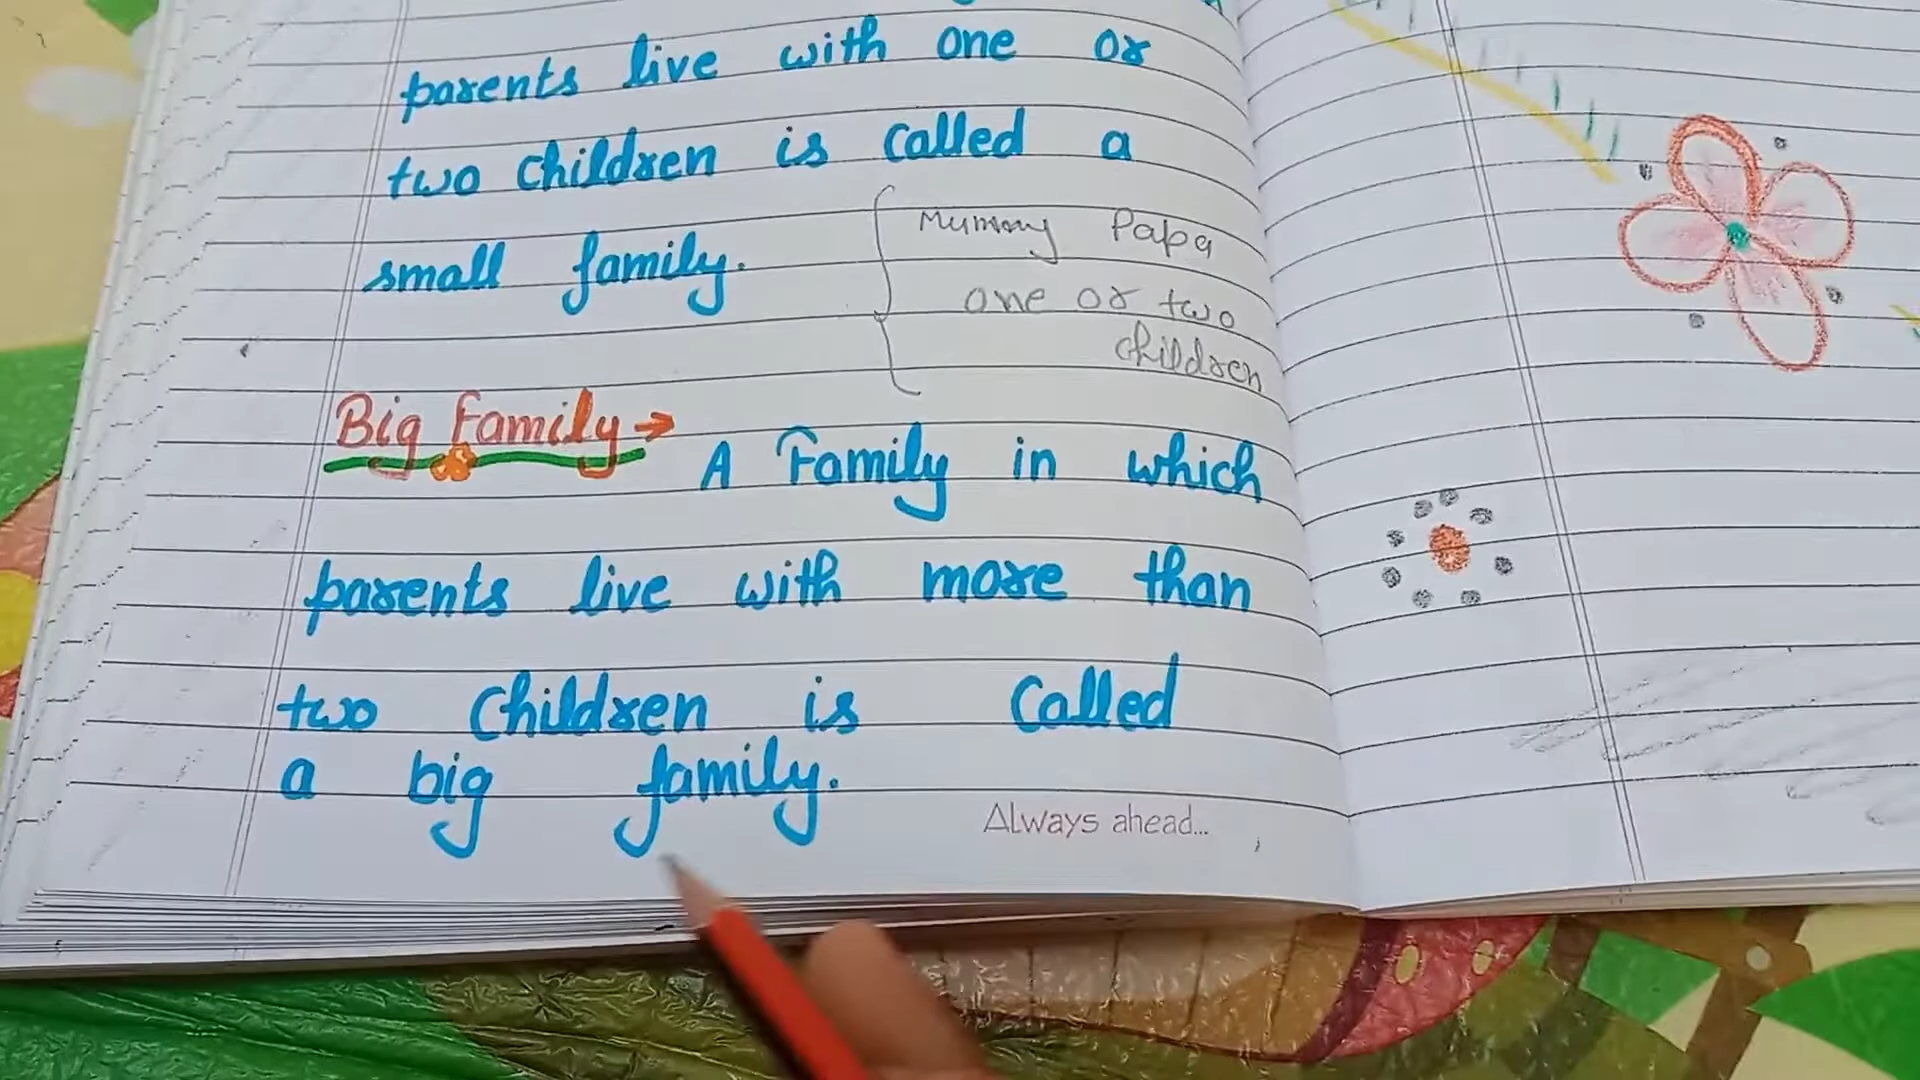 parents live with one or
two children is called a
small family.
Mummy Papa
one or two
children
Big Family → A Family in which
parents live with more than
two children is called
a big family.
Always ahead...